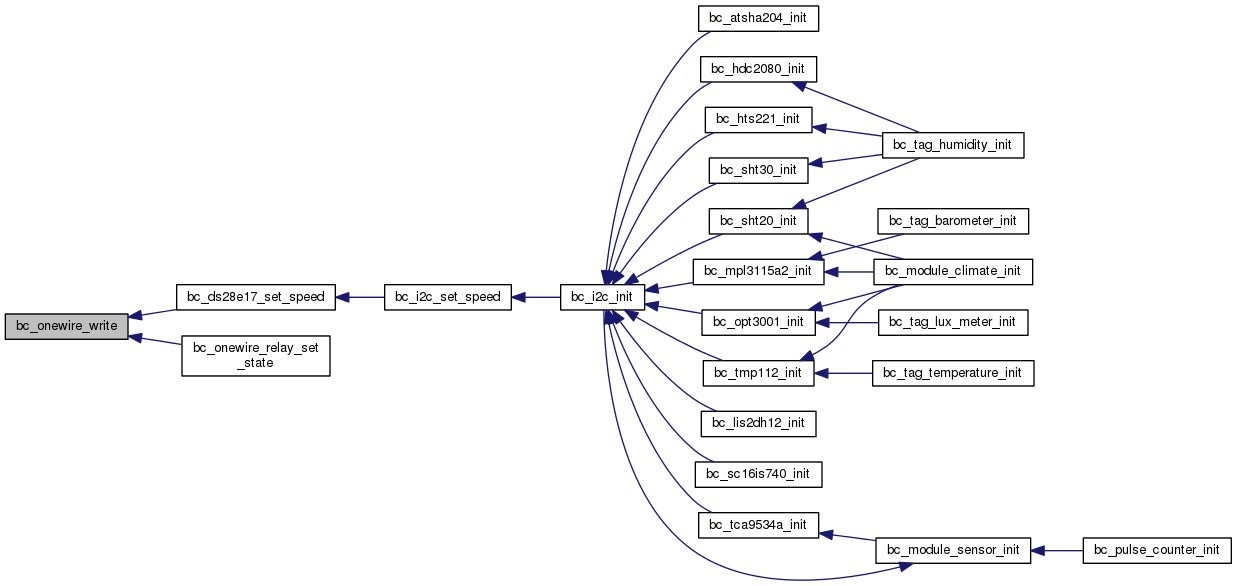 bc_atsha204_init
bc_hdc2080_init
bc_hts221_init
bc_tag_humidity_init
bc_sht30_init
bc_sht20_init
bc_tag_barometer_init
bc_mpl3115a2_init
bc_module_climate_init
bc_ds28e17_set_speed
bc_i2c_set_speed
bc_i2c_init
bc_onewire_write
bc_opt3001_init
bc_tag_lux_meter_init
bc_onewire_relay_set
_state
bc_tmp112_init
bc_tag_temperature_init
bc_lis2dh12_init
bc_sc16is740_init
bc_tca9534a_init
bc_module_sensor_init
bc_pulse_counter_init